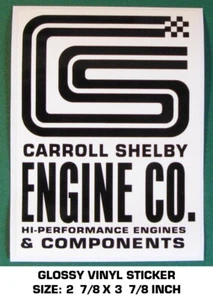 CARROLL SHELBY
ENGINE CO.
HI-PERFORMANCE ENGINES
& COMPONENTS
GLOSSY VINYL STICKER
SIZE: 2 7/8 X 3 7/8 INCH